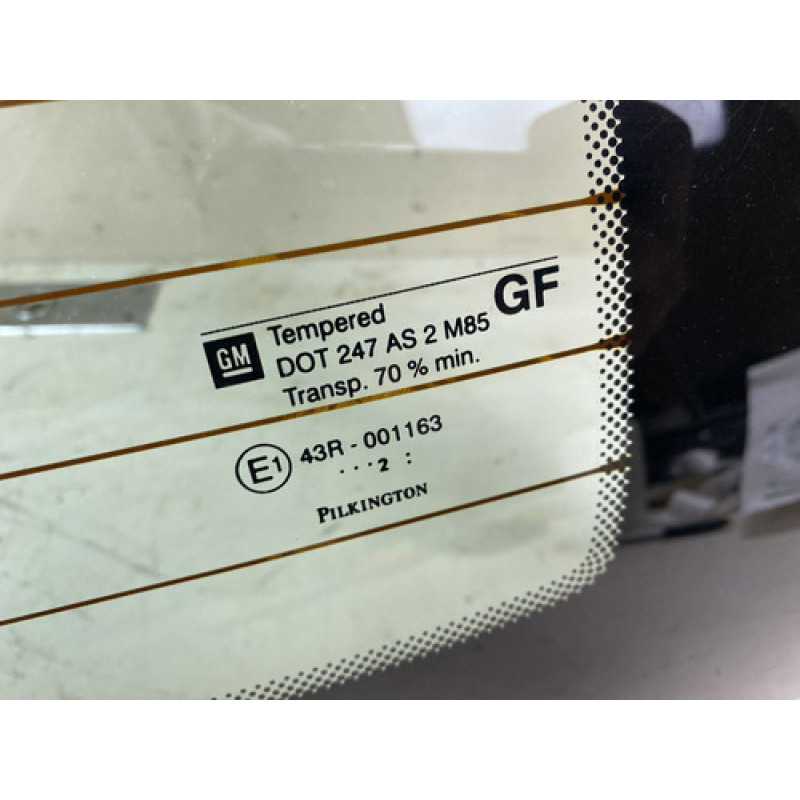 GF
GM Tempered
DOT 247 AS 2 M85
Transp. 70 % min.
E1 43R - 001163
··· 2 :
PILKINGTON